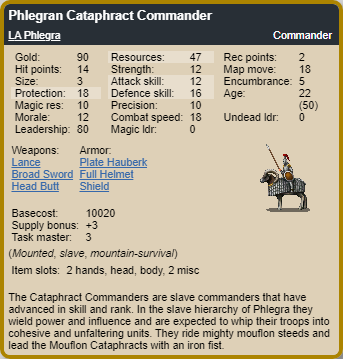 Phlegran Cataphract Commander
LA Phlegra Commander
Gold: 90 Resources: 47 Rec points: 2
Hit points: 14 Strength: 12 Map move: 18
Size: 3 Attack skill: 12 Encumbrance: 5
Protection: 18 Defence skill: 16 Age: 22
Magic res: 10 Precision: 10 (50)
Morale: 12 Combat speed: 18 Undead ldr: 0
Leadership: 80 Magic ldr: 0
Weapons: Armor:
Lance Plate Hauberk
Broad Sword Full Helmet
Head Butt Shield
Basecost: 10020
Supply bonus: +3
Task master: 3
(Mounted, slave, mountain-survival)
Item slots: 2 hands, head, body, 2 misc
The Cataphract Commanders are slave commanders that have
advanced in skill and rank. In the slave hierarchy of Phlegra they
wield power and influence and are expected to whip their troops into
cohesive and unfaltering units. They ride mighty mouflon steeds and
lead the Mouflon Cataphracts with an iron fist.